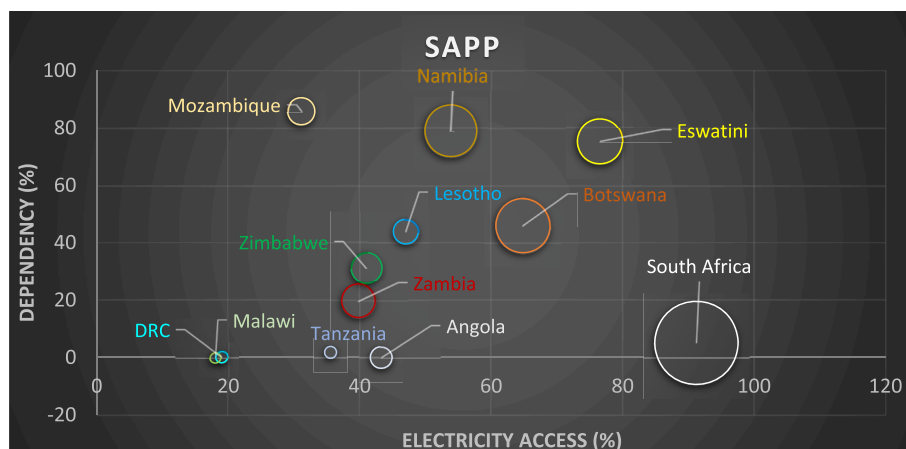 SAPP
100
Namibia
Mozambique
80
Eswatini
60
Lesotho
Botswana
40
Zimbabwe
South Africa
Zambia
20
Malawi
DRC
Tanzania
Angola
0
0
20
40
60
80
100
120
-20
DEPENDENCY (%)
ELECTRICITY ACCESS (%)